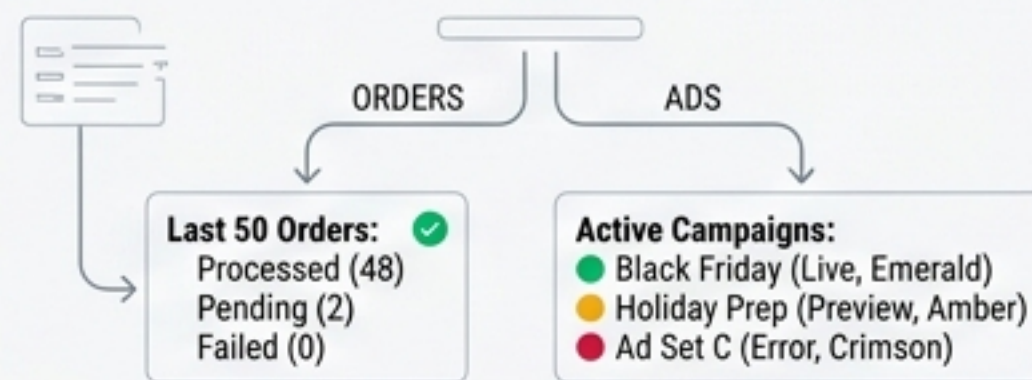 ORDERS
ADS
Last 50 Orders:
Processed (48)
Pending (2)
Failed (0)
Active Campaigns:
Black Friday (Live, Emerald)
Holiday Prep (Preview, Amber)
Ad Set C (Error, Crimson)